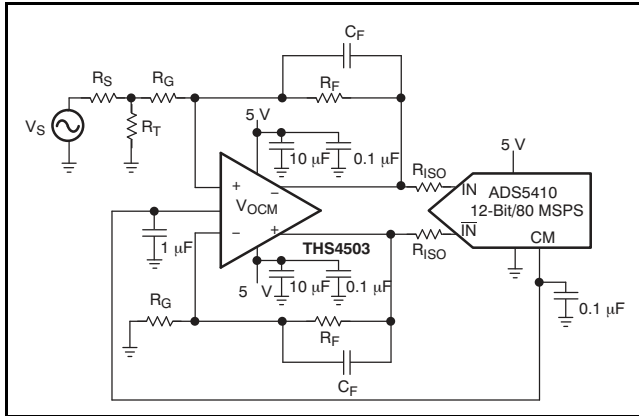 C_F
R_S
R_G
R_F
V_S
R_T
5 V
10 µF
0.1 µF
R_ISO
5 V
IN
ADS5410
12-Bit/80 MSPS
IN
CM
+
−
V_OCM
−
+
THS4503
R_ISO
1 µF
5 V
10 µF
0.1 µF
0.1 µF
R_G
R_F
C_F